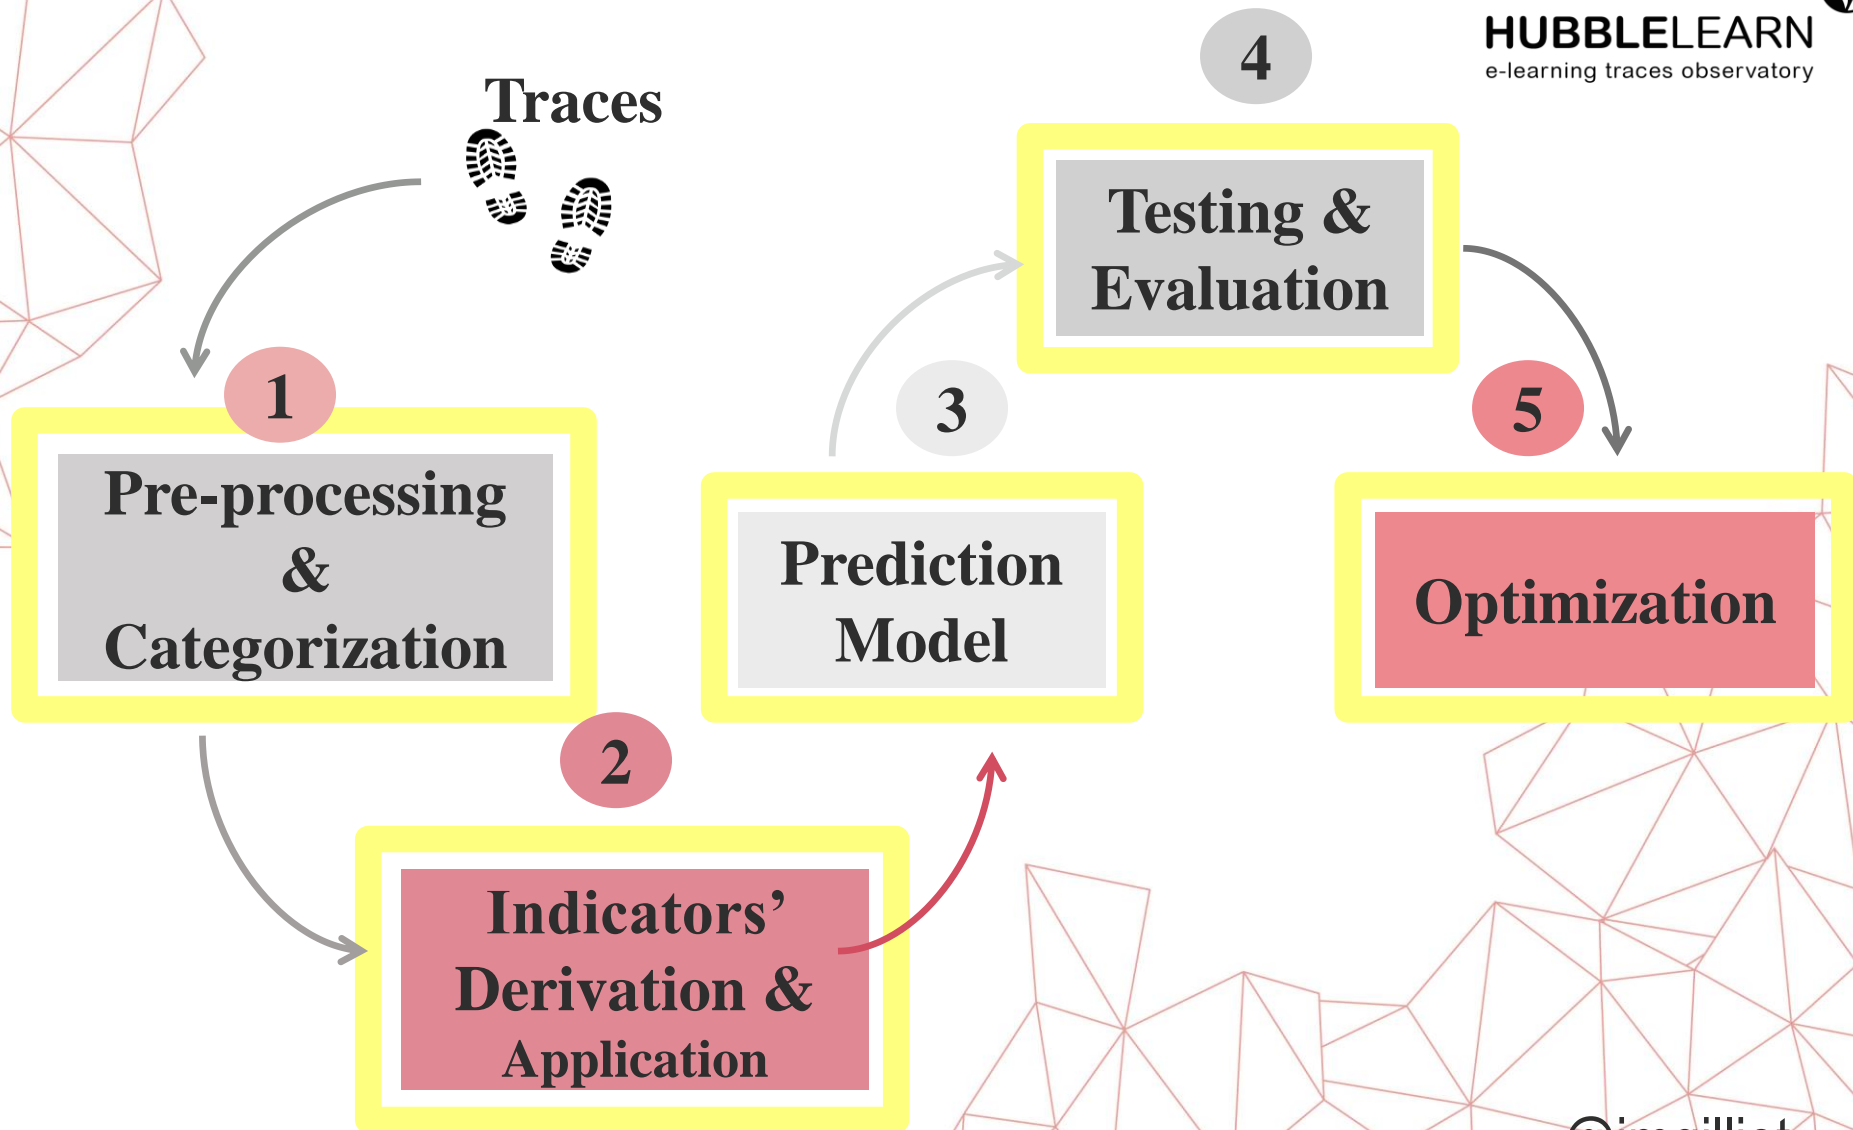 HUBBLELEARN
e-learning traces observatory
Traces
1
Pre-processing
&
Categorization
2
Indicators’
Derivation &
Application
3
Prediction
Model
4
Testing &
Evaluation
5
Optimization